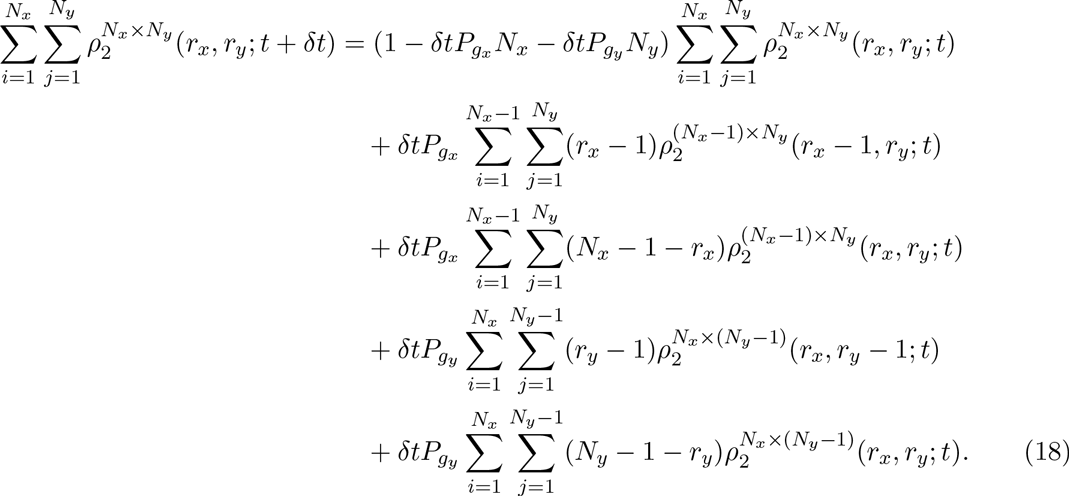 \sum_{i=1}^{N_x} \sum_{j=1}^{N_y} \rho_2^{N_x \times N_y}(r_x, r_y; t + \delta t) = (1 - \delta t P_{g_x} N_x - \delta t P_{g_y} N_y) \sum_{i=1}^{N_x} \sum_{j=1}^{N_y} \rho_2^{N_x \times N_y}(r_x, r_y; t)
+ \delta t P_{g_x} \sum_{i=1}^{N_x-1} \sum_{j=1}^{N_y} (r_x - 1) \rho_2^{(N_x-1) \times N_y}(r_x - 1, r_y; t)
+ \delta t P_{g_x} \sum_{i=1}^{N_x-1} \sum_{j=1}^{N_y} (N_x - 1 - r_x) \rho_2^{(N_x-1) \times N_y}(r_x, r_y; t)
+ \delta t P_{g_y} \sum_{i=1}^{N_x} \sum_{j=1}^{N_y-1} (r_y - 1) \rho_2^{N_x \times (N_y-1)}(r_x, r_y - 1; t)
+ \delta t P_{g_y} \sum_{i=1}^{N_x} \sum_{j=1}^{N_y-1} (N_y - 1 - r_y) \rho_2^{N_x \times (N_y-1)}(r_x, r_y; t). (18)